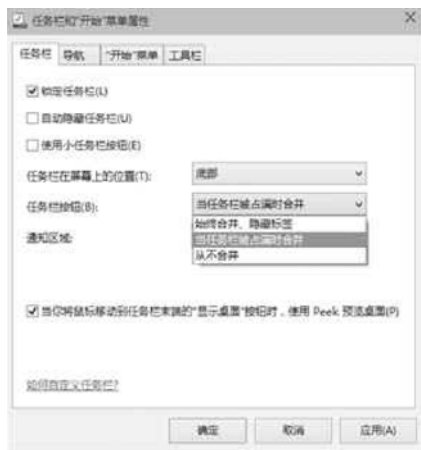 任务栏和"开始"菜单属性
任务栏 导航 "开始"菜单 工具栏
锁定任务栏(L)
自动隐藏任务栏(U)
使用小任务栏按钮(E)
任务栏在屏幕上的位置(T): 底部
任务栏按钮(B): 当任务栏被占满时合并
始终合并、隐藏标签
通知区域: 当任务栏被占满时合并
从不合并
当你将鼠标移动到任务栏末端的"显示桌面"按钮时，使用 Peek 预览桌面(P)
如何自定义任务栏?
确定 取消 应用(A)